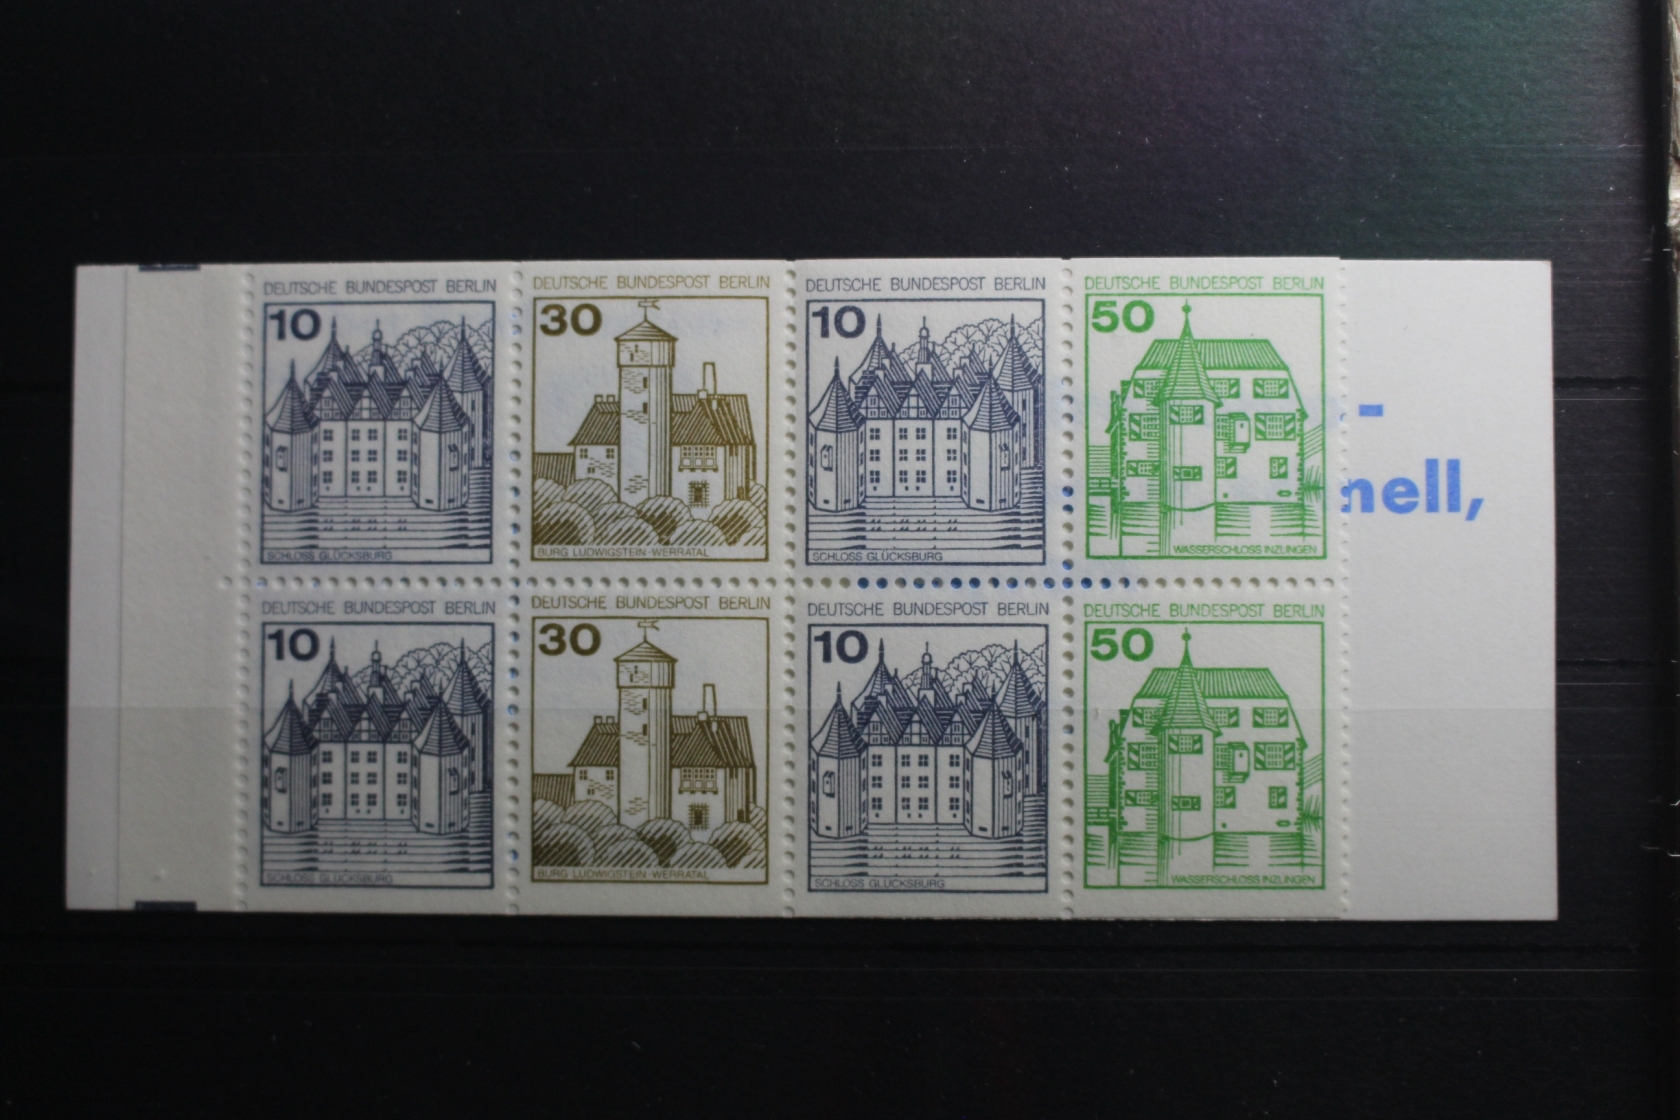 DEUTSCHE BUNDESPOST BERLIN
10
SCHLOSS GLÜCKSBURG
DEUTSCHE BUNDESPOST BERLIN
30
BURG LUDWIGSTEIN·WERRATAL
DEUTSCHE BUNDESPOST BERLIN
10
SCHLOSS GLÜCKSBURG
DEUTSCHE BUNDESPOST BERLIN
50
WASSERSCHLOSS INZLINGEN
-
nell,
DEUTSCHE BUNDESPOST BERLIN
10
SCHLOSS GLÜCKSBURG
DEUTSCHE BUNDESPOST BERLIN
30
BURG LUDWIGSTEIN·WERRATAL
DEUTSCHE BUNDESPOST BERLIN
10
SCHLOSS GLÜCKSBURG
DEUTSCHE BUNDESPOST BERLIN
50
WASSERSCHLOSS INZLINGEN